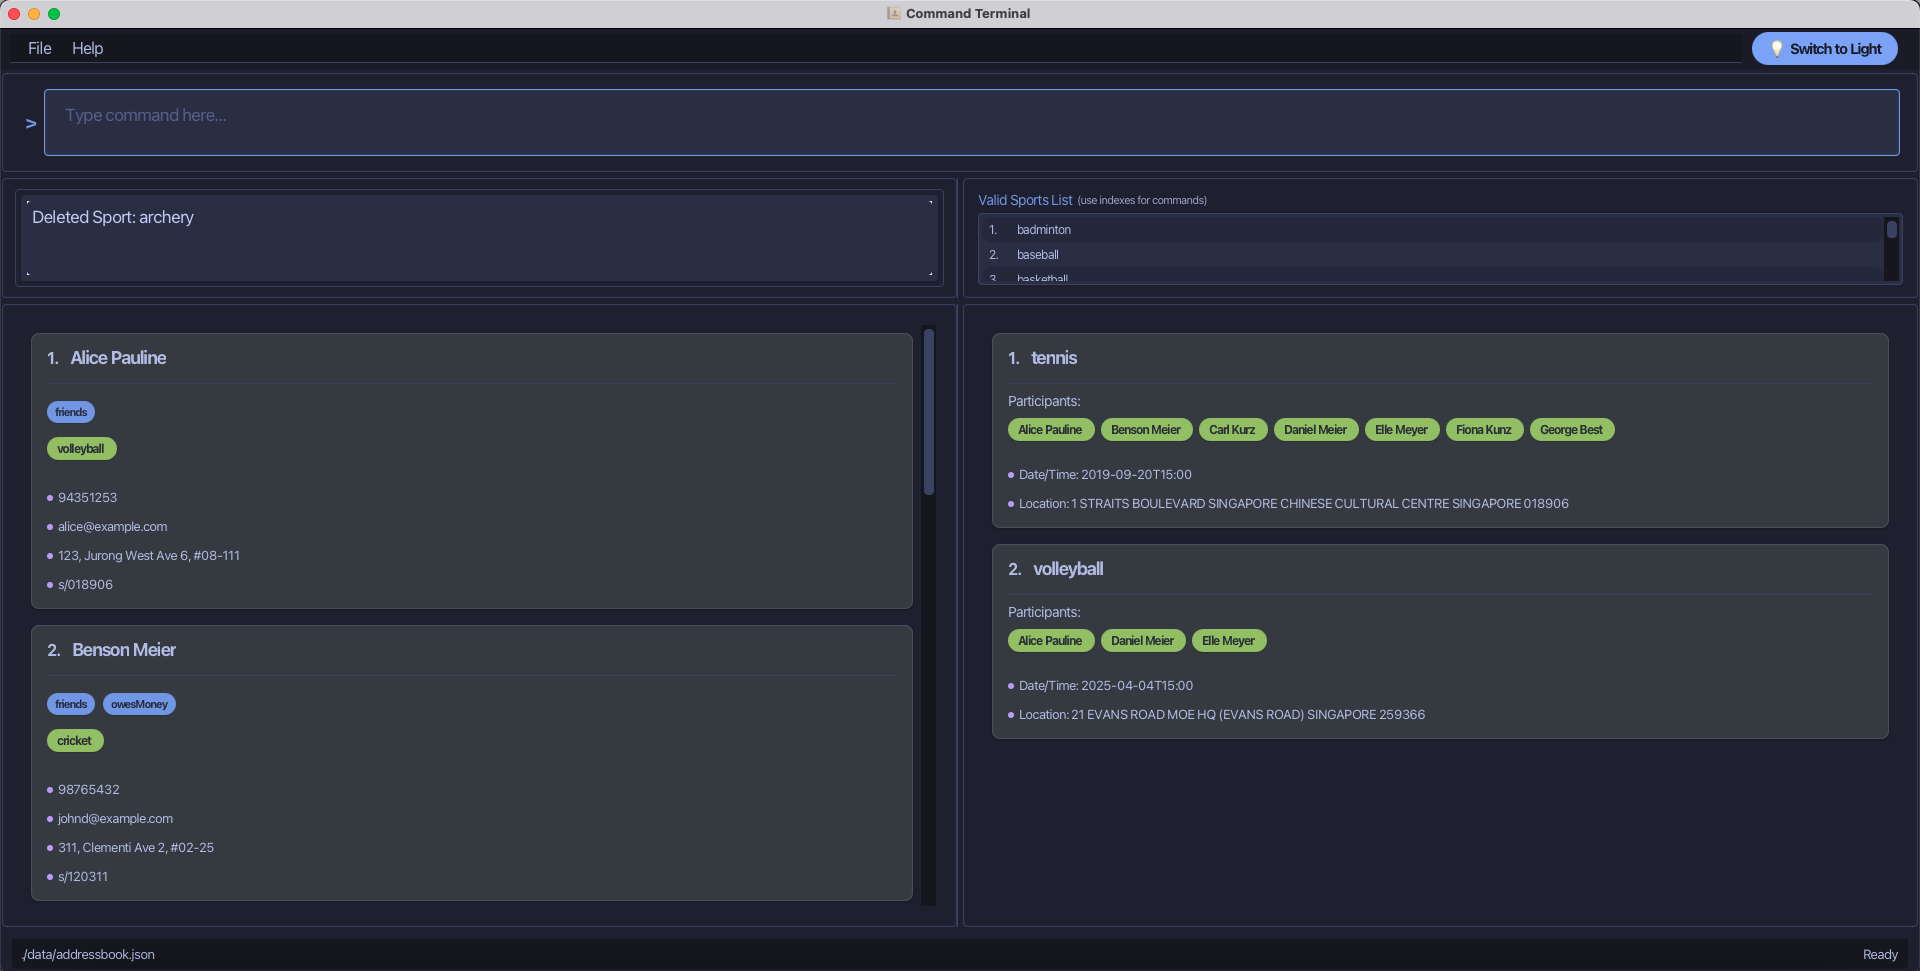 Command Terminal
File Help
Switch to Light
> Type command here...
Deleted Sport: archery
Valid Sports List (use indexes for commands)
1. badminton
2. baseball
3. basketball
1. Alice Pauline
friends
volleyball
94351253
alice@example.com
123, Jurong West Ave 6, #08-111
s/018906
2. Benson Meier
friends owesMoney
cricket
98765432
johnd@example.com
311, Clementi Ave 2, #02-25
s/120311
1. tennis
Participants:
Alice Pauline Benson Meier Carl Kurz Daniel Meier Elle Meyer Fiona Kunz George Best
Date/Time: 2019-09-20T15:00
Location: 1 STRAITS BOULEVARD SINGAPORE CHINESE CULTURAL CENTRE SINGAPORE 018906
2. volleyball
Participants:
Alice Pauline Daniel Meier Elle Meyer
Date/Time: 2025-04-04T15:00
Location: 21 EVANS ROAD MOE HQ (EVANS ROAD) SINGAPORE 259366
./data/addressbook.json
Ready